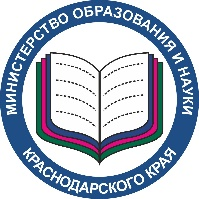 МИНИСТЕРСТВО ОБРАЗОВАНИЯ И НАУКИ
КРАСНОДАРСКОГО КРАЯ